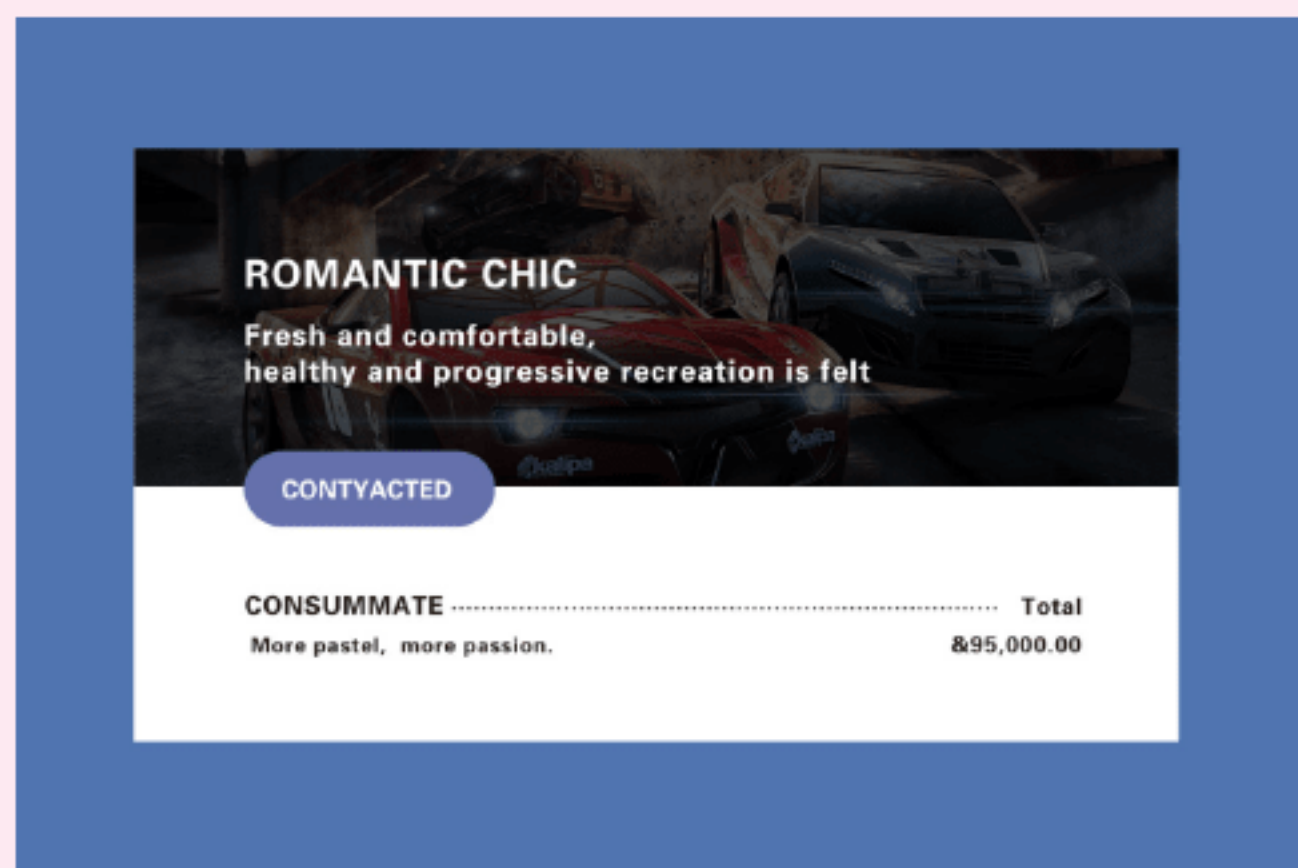 ROMANTIC CHIC
Fresh and comfortable,
healthy and progressive recreation is felt
kalipa
CONTYACTED
CONSUMMATE Total
More pastel, more passion. &95,000.00